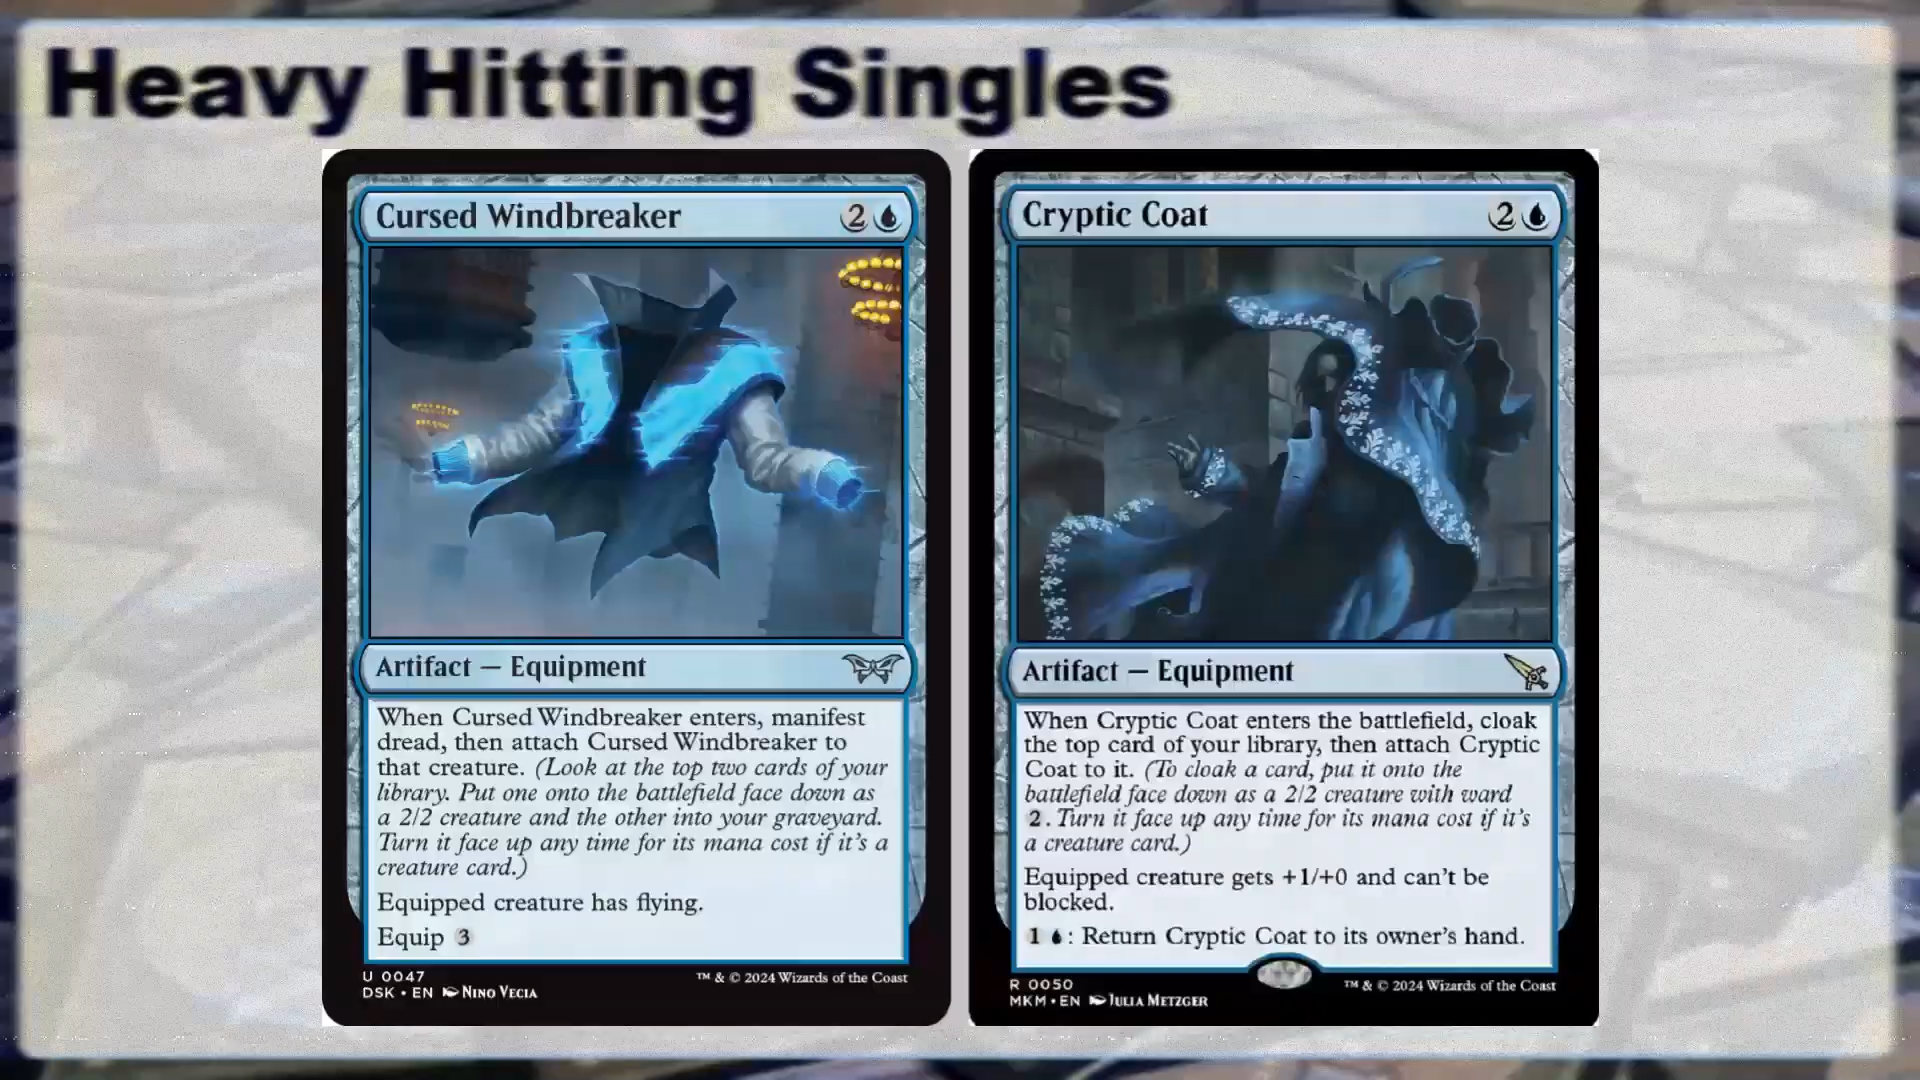 Heavy Hitting Singles
Cursed Windbreaker 2
Artifact — Equipment
When Cursed Windbreaker enters, manifest
dread, then attach Cursed Windbreaker to
that creature. (Look at the top two cards of your
library. Put one onto the battlefield face down as
a 2/2 creature and the other into your graveyard.
Turn it face up any time for its mana cost if it's a
creature card.)
Equipped creature has flying.
Equip 3
U 0047
DSK • EN Nino Vecia
™ & © 2024 Wizards of the Coast
Cryptic Coat 2
Artifact — Equipment
When Cryptic Coat enters the battlefield, cloak
the top card of your library, then attach Cryptic
Coat to it. (To cloak a card, put it onto the
battlefield face down as a 2/2 creature with ward
2. Turn it face up any time for its mana cost if it's
a creature card.)
Equipped creature gets +1/+0 and can't be
blocked.
1 : Return Cryptic Coat to its owner's hand.
R 0050
MKM • EN Julia Metzger
™ & © 2024 Wizards of the Coast